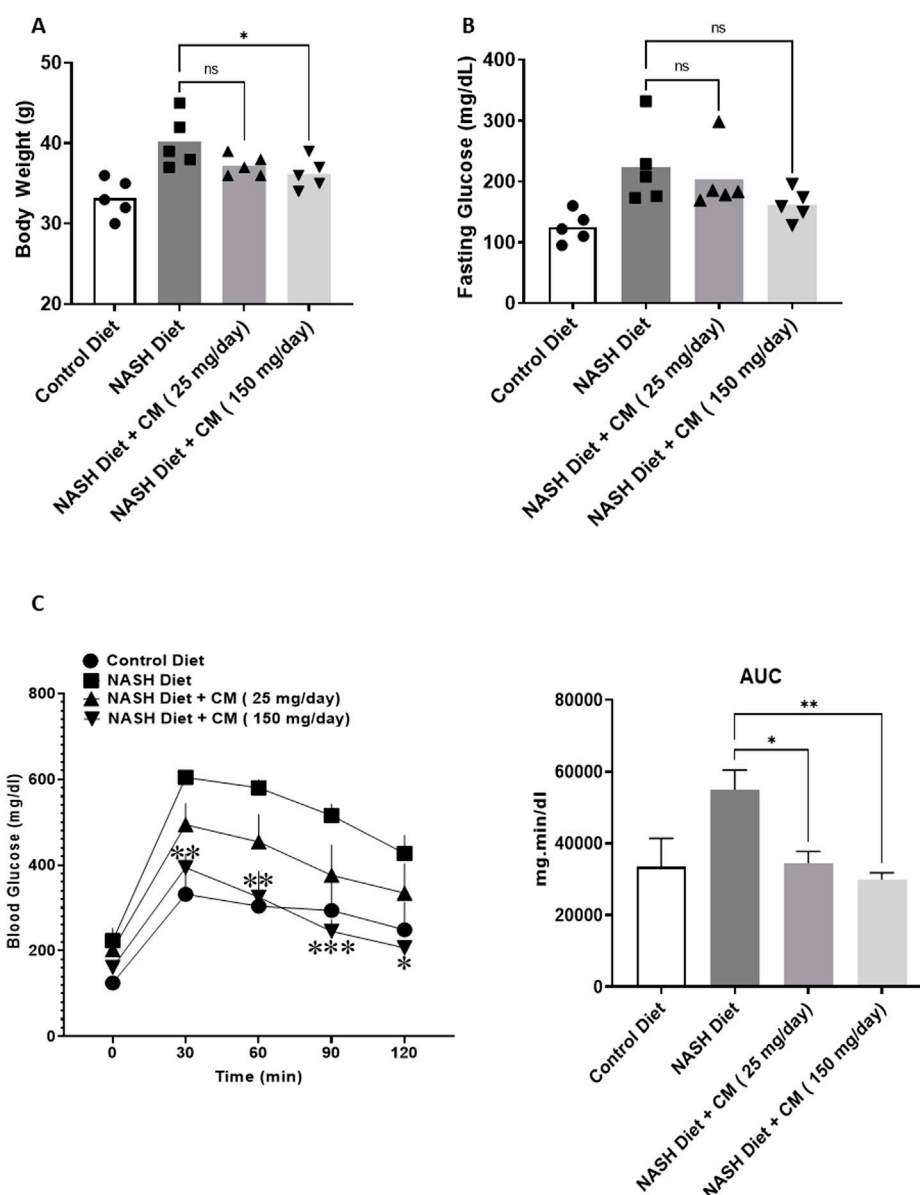 A
Body Weight (g)
50
40
30
20
*
ns
Control Diet
NASH Diet
NASH Diet + CM ( 25 mg/day)
NASH Diet + CM ( 150 mg/day)
B
Fasting Glucose (mg/dL)
400
300
200
100
0
ns
ns
Control Diet
NASH Diet
NASH Diet + CM ( 25 mg/day)
NASH Diet + CM ( 150 mg/day)
C
Control Diet
NASH Diet
NASH Diet + CM ( 25 mg/day)
NASH Diet + CM ( 150 mg/day)
Blood Glucose (mg/dl)
800
600
400
200
0
**
**
***
*
0 30 60 90 120
Time (min)
AUC
mg.min/dl
80000
60000
40000
20000
0
**
*
Control Diet
NASH Diet
NASH Diet + CM ( 25 mg/day)
NASH Diet + CM ( 150 mg/day)